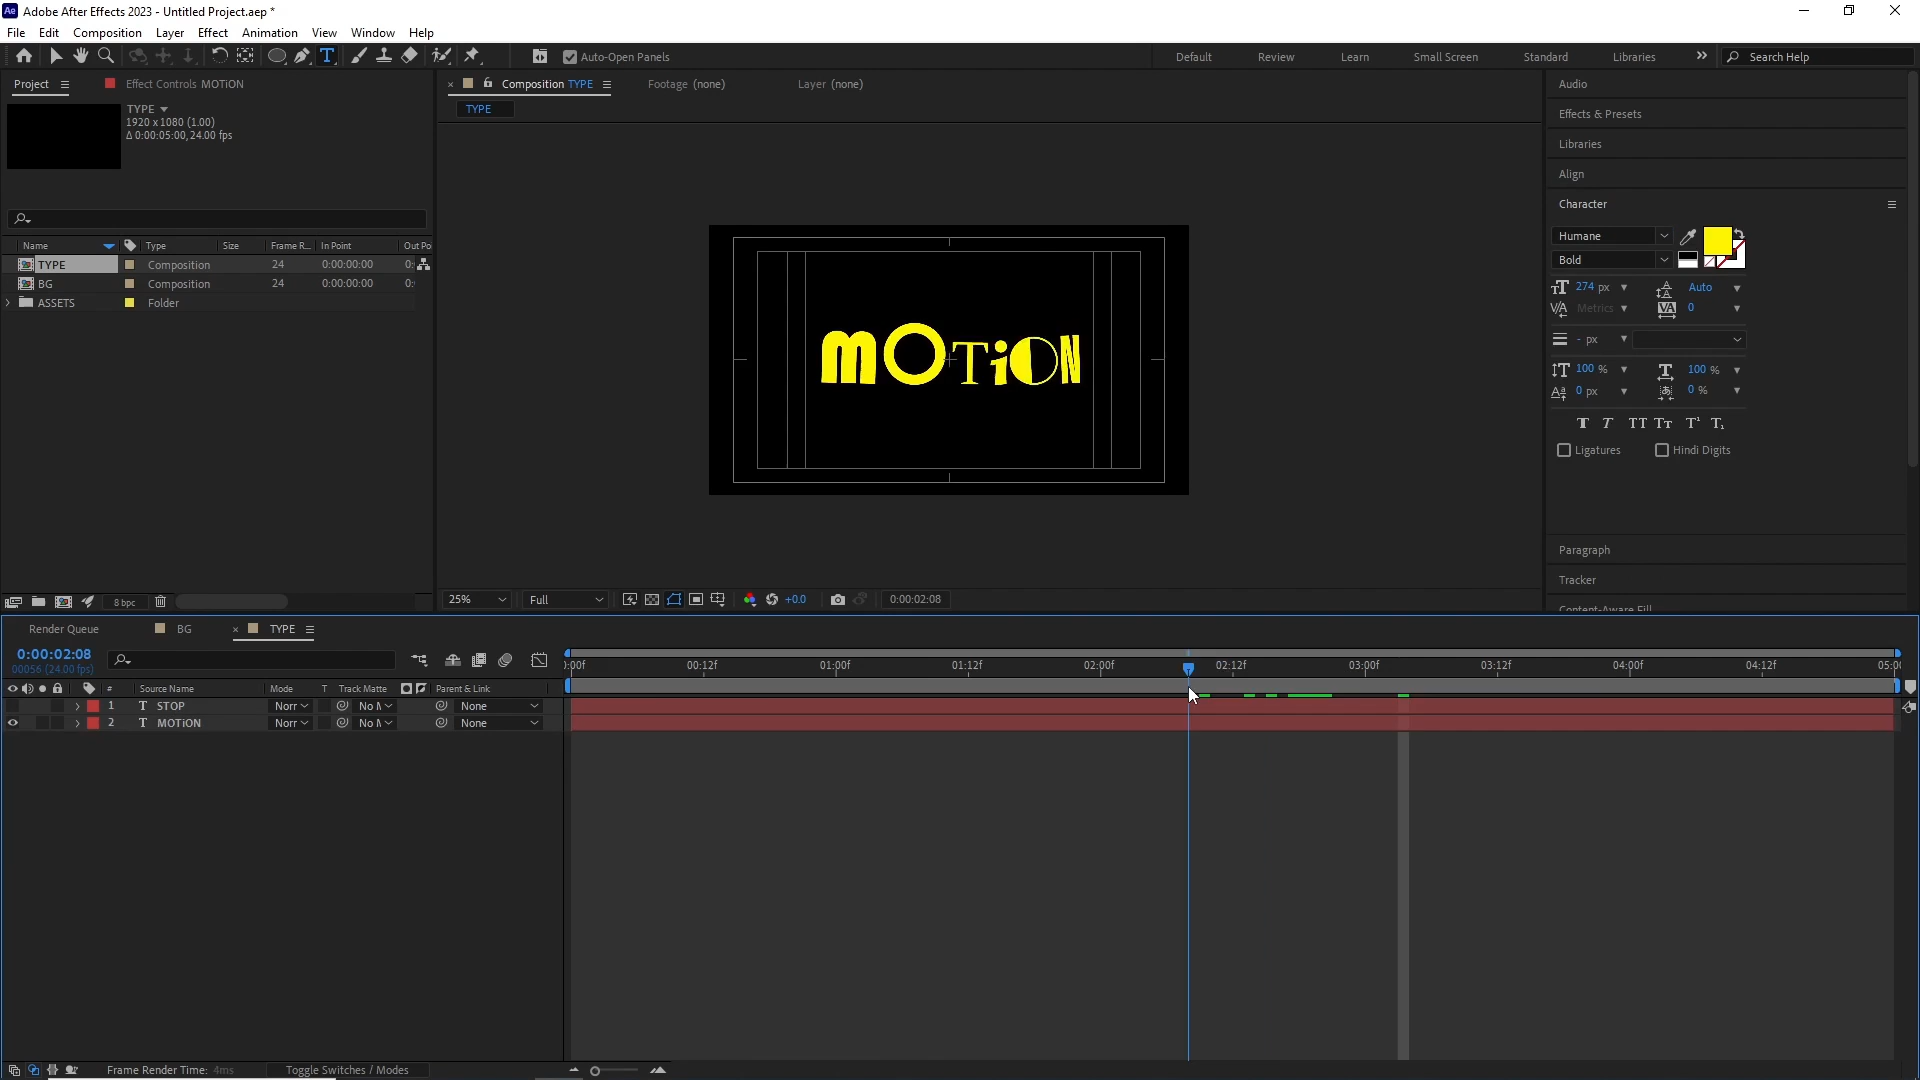 Adobe After Effects 2023 - Untitled Project.aep *
File Edit Composition Layer Effect Animation View Window Help
Auto-Open Panels Default Review Learn Small Screen Standard Libraries Search Help
Project Effect Controls MOTiON Composition TYPE Footage (none) Layer (none) Audio
TYPE
TYPE
1920 x 1080 (1.00)
Δ 0:00:05:00, 24.00 fps
Effects & Presets
Libraries
Align
Character
Humane
Bold
274 px Auto
Metrics 0
- px
100 % 100 %
0 px 0 %
Ligatures Hindi Digits
Paragraph
Tracker
Content-Aware Fill
Name Type Size Frame R... In Point Out Po
TYPE Composition 24 0:00:00:00 0:
BG Composition 24 0:00:00:00 0:
ASSETS Folder
mOTiON
8 bpc 25% Full +0.0 0:00:02:08
Render Queue BG TYPE
0:00:02:08
00056 (24.00 fps)
):00f 00:12f 01:00f 01:12f 02:00f 02:12f 03:00f 03:12f 04:00f 04:12f 05:0
# Source Name Mode T Track Matte Parent & Link
1 T STOP Norr No M None
2 T MOTiON Norr No M None
Frame Render Time: 4ms Toggle Switches / Modes